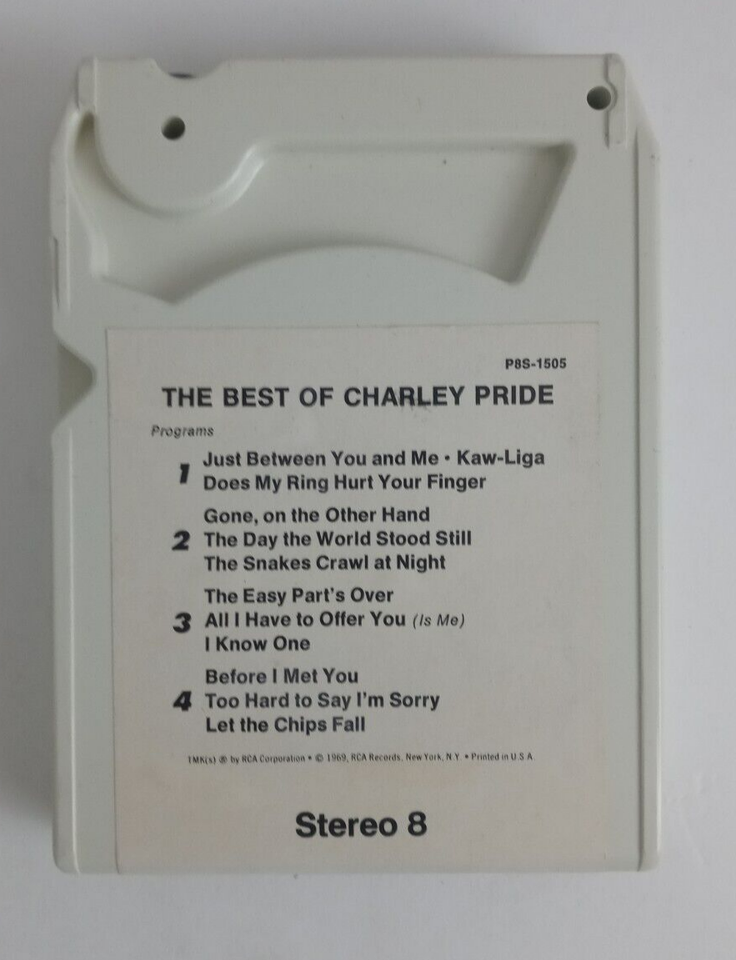 P8S-1505
THE BEST OF CHARLEY PRIDE
Programs
1 Just Between You and Me • Kaw-Liga
Does My Ring Hurt Your Finger
Gone, on the Other Hand
2 The Day the World Stood Still
The Snakes Crawl at Night
The Easy Part's Over
3 All I Have to Offer You (Is Me)
I Know One
Before I Met You
4 Too Hard to Say I'm Sorry
Let the Chips Fall
TMK(s) ® by RCA Corporation • © 1969, RCA Records, New York, N.Y. • Printed in U.S.A.
Stereo 8